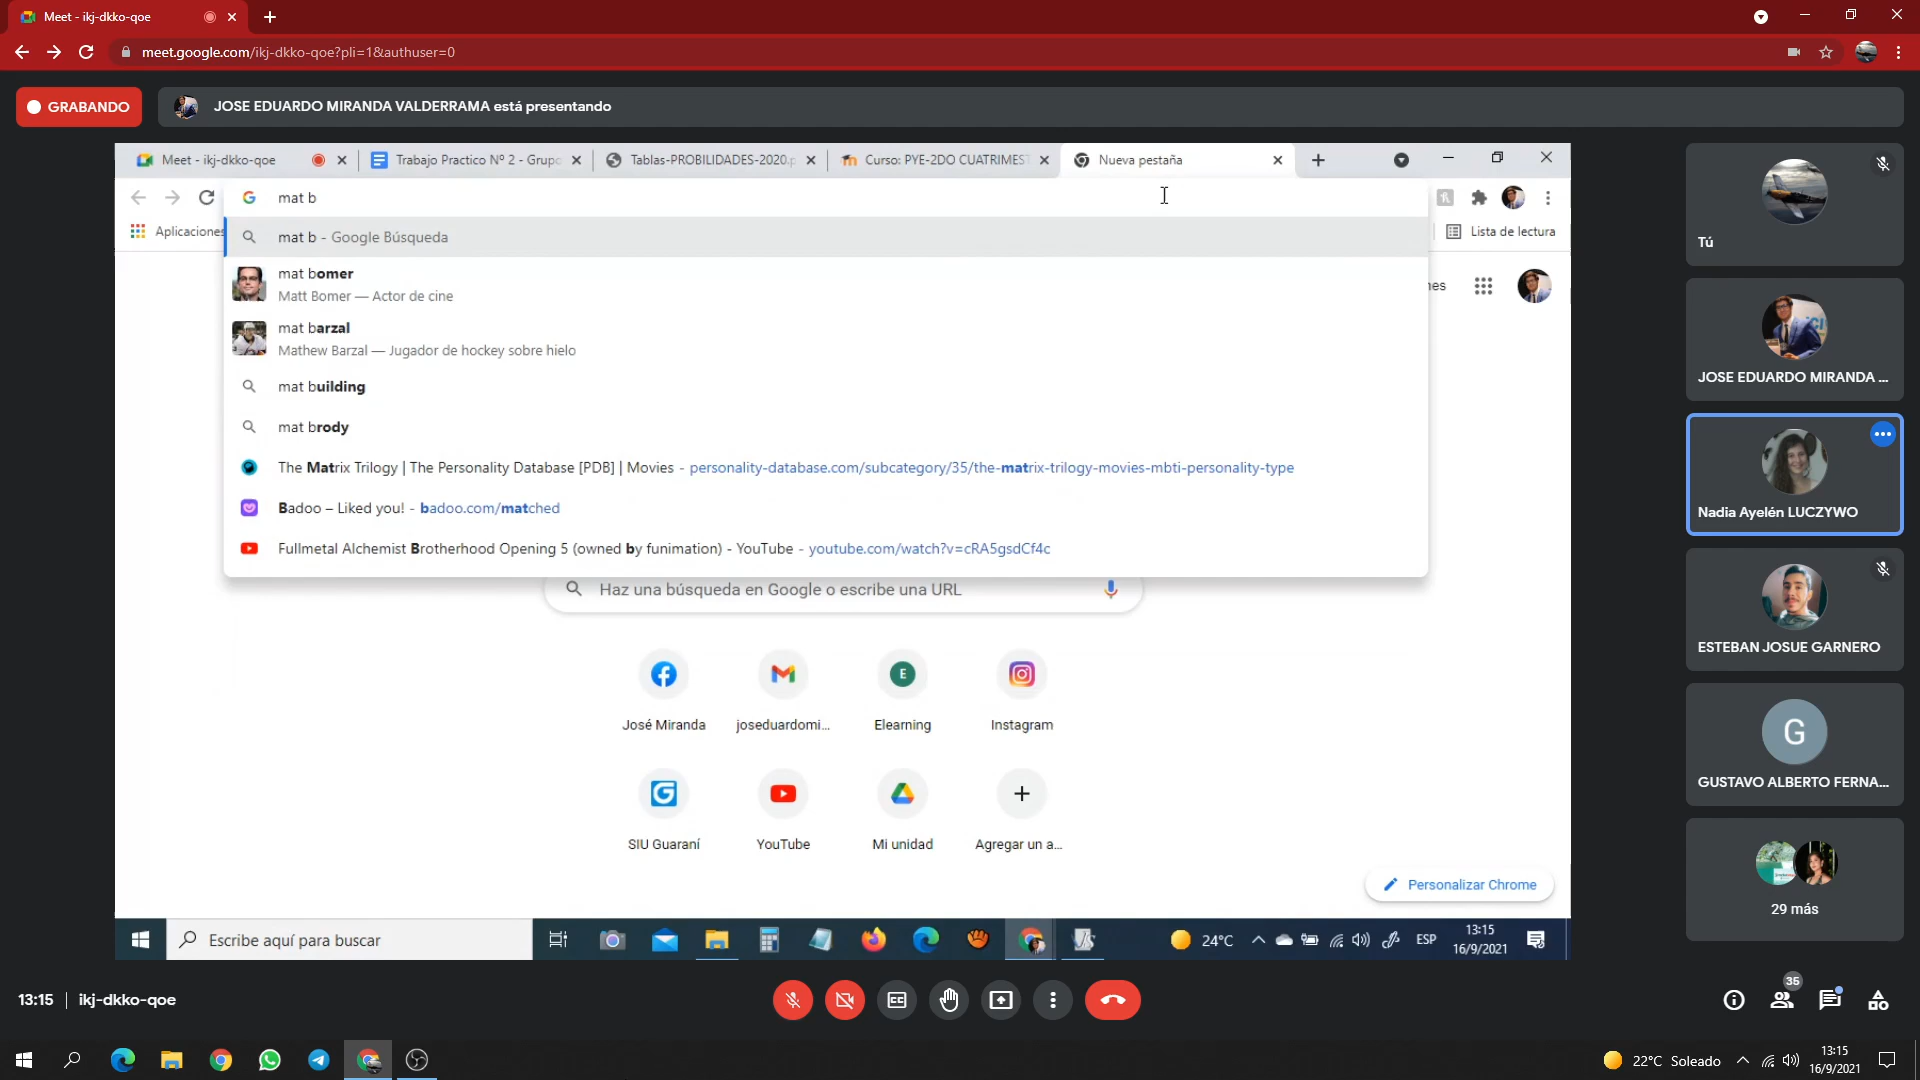 Meet - ikj-dkko-qoe
meet.google.com/ikj-dkko-qoe?pli=1&authuser=0
GRABANDO
JOSE EDUARDO MIRANDA VALDERRAMA está presentando
Meet - ikj-dkko-qoe
Trabajo Practico Nº 2 - Grupo
Tablas-PROBILIDADES-2020.p
Curso: PYE-2DO CUATRIMEST
Nueva pestaña
mat b
Aplicaciones
Lista de lectura
mat b - Google Búsqueda
mat bomer
Matt Bomer — Actor de cine
mat barzal
Mathew Barzal — Jugador de hockey sobre hielo
mat building
mat brody
The Matrix Trilogy | The Personality Database [PDB] | Movies - personality-database.com/subcategory/35/the-matrix-trilogy-movies-mbti-personality-type
Badoo – Liked you! - badoo.com/matched
Fullmetal Alchemist Brotherhood Opening 5 (owned by funimation) - YouTube - youtube.com/watch?v=cRA5gsdCf4c
Haz una búsqueda en Google o escribe una URL
José Miranda
joseduardomi...
E
Elearning
Instagram
SIU Guaraní
YouTube
Mi unidad
Agregar un a...
Personalizar Chrome
Escribe aquí para buscar
24°C
ESP
13:15
16/9/2021
Tú
JOSE EDUARDO MIRANDA ...
Nadia Ayelén LUCZYWO
ESTEBAN JOSUE GARNERO
G
GUSTAVO ALBERTO FERNA...
29 más
13:15 | ikj-dkko-qoe
35
22°C Soleado
13:15
16/9/2021